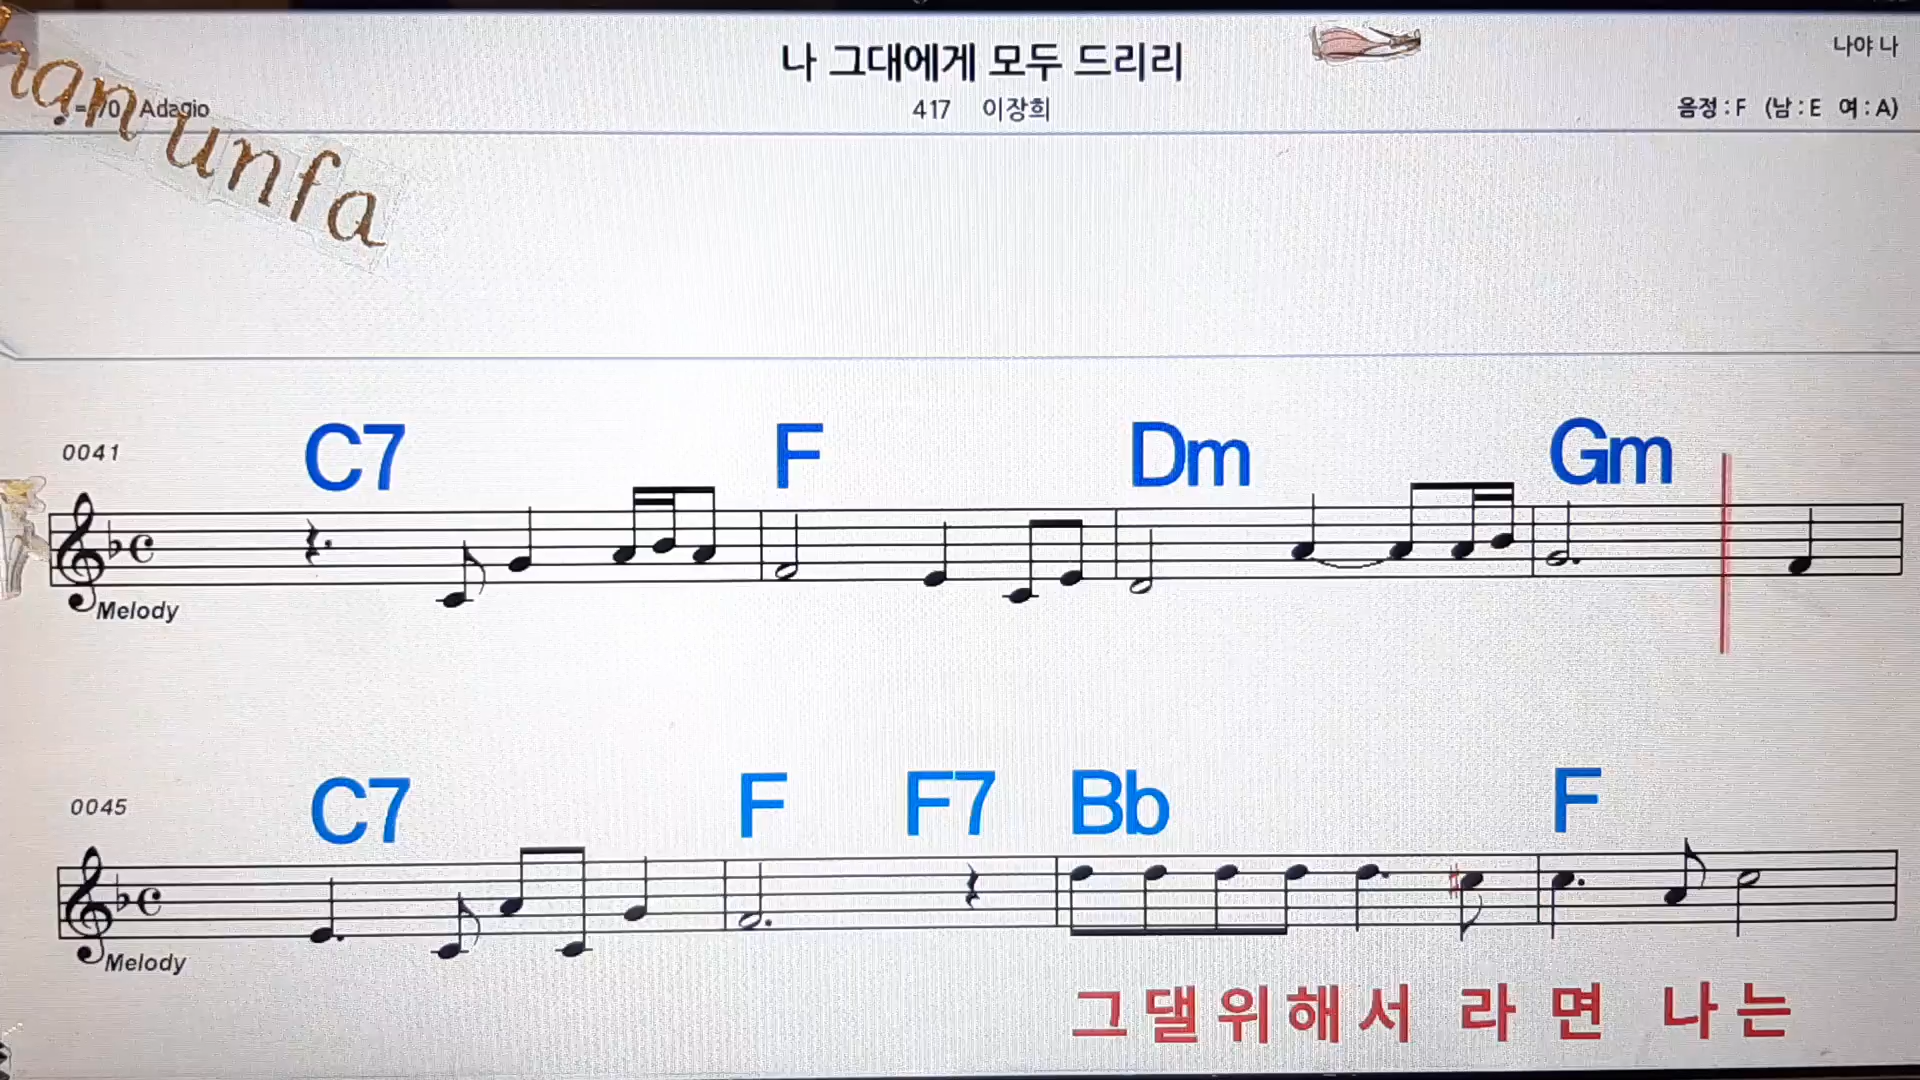 나 그대에게 모두 드리리
나야 나
han unfa
Adagio
417 이장희
음정 : F (남 : E 여 : A)
C7 F Dm Gm
0041
Melody
C7 F F7 Bb F
0045
Melody
그댈위해서 라 면 나는